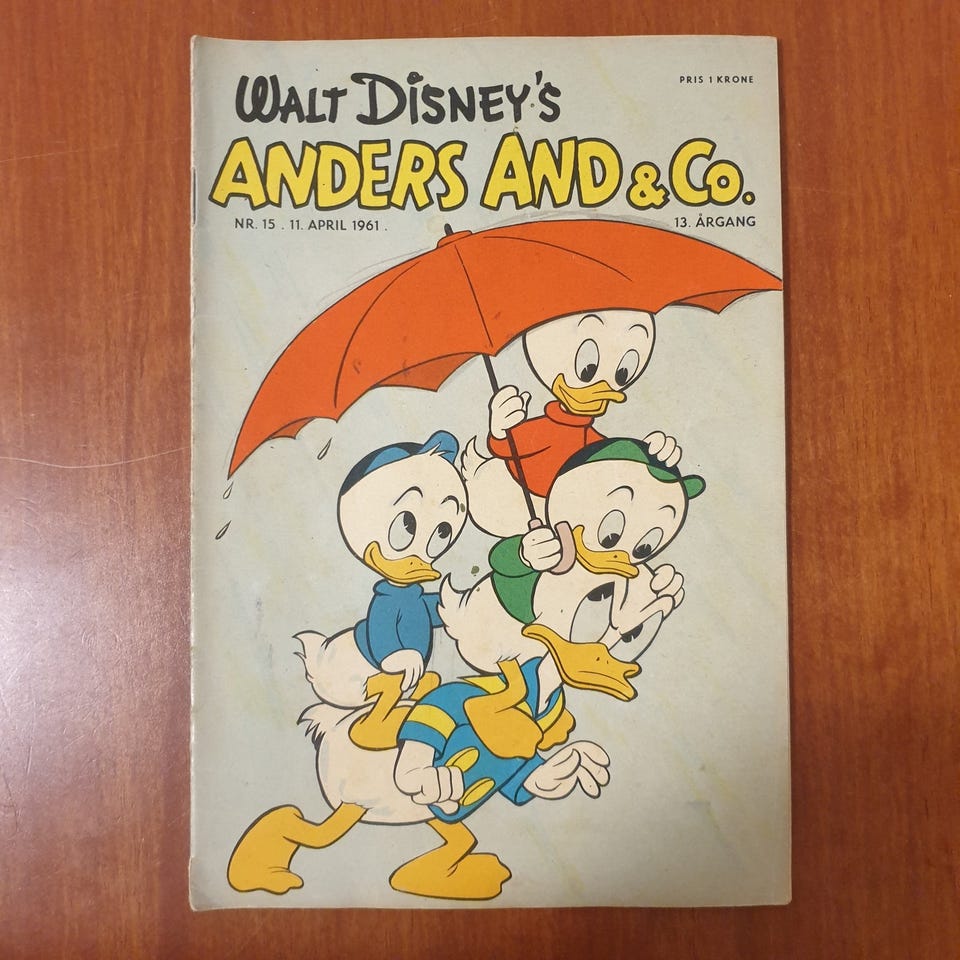 PRIS 1 KRONE
WALT DISNEY'S
ANDERS AND & CO.
NR. 15 . 11. APRIL 1961 .
13. ÅRGANG